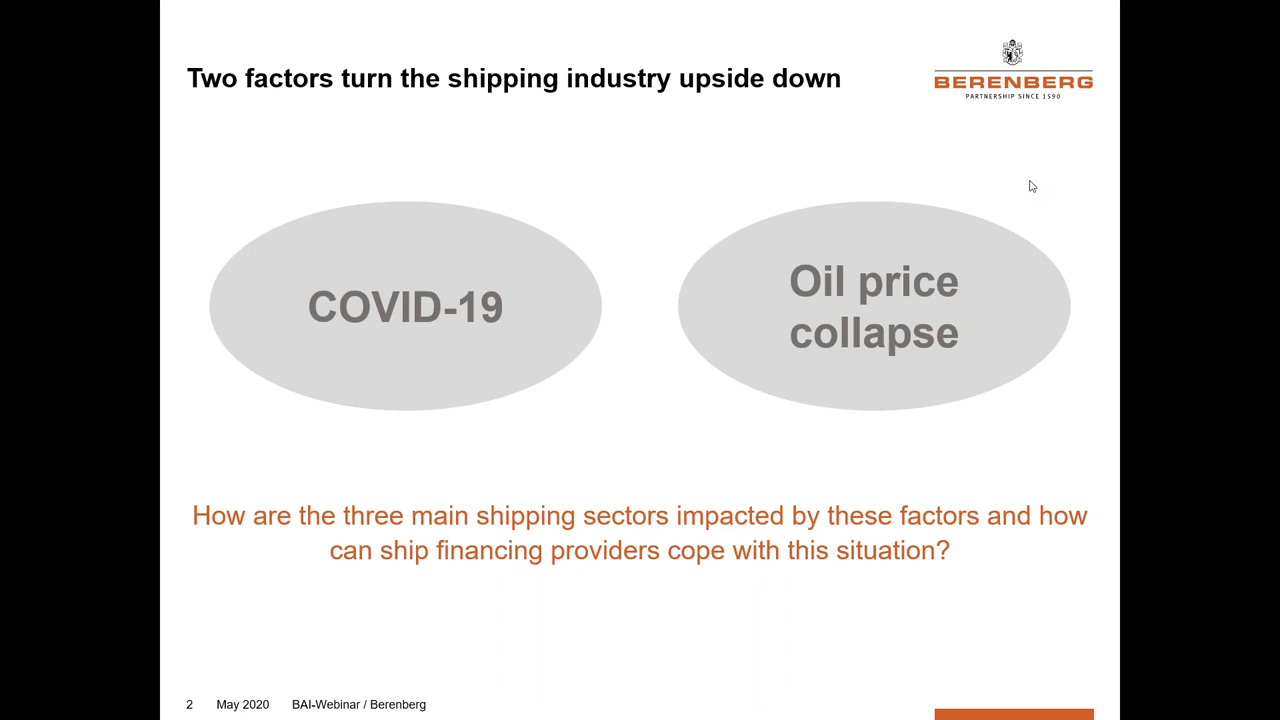 Two factors turn the shipping industry upside down
BERENBERG
PARTNERSHIP SINCE 1590
COVID-19
Oil price
collapse
How are the three main shipping sectors impacted by these factors and how
can ship financing providers cope with this situation?
2 May 2020 BAI-Webinar / Berenberg